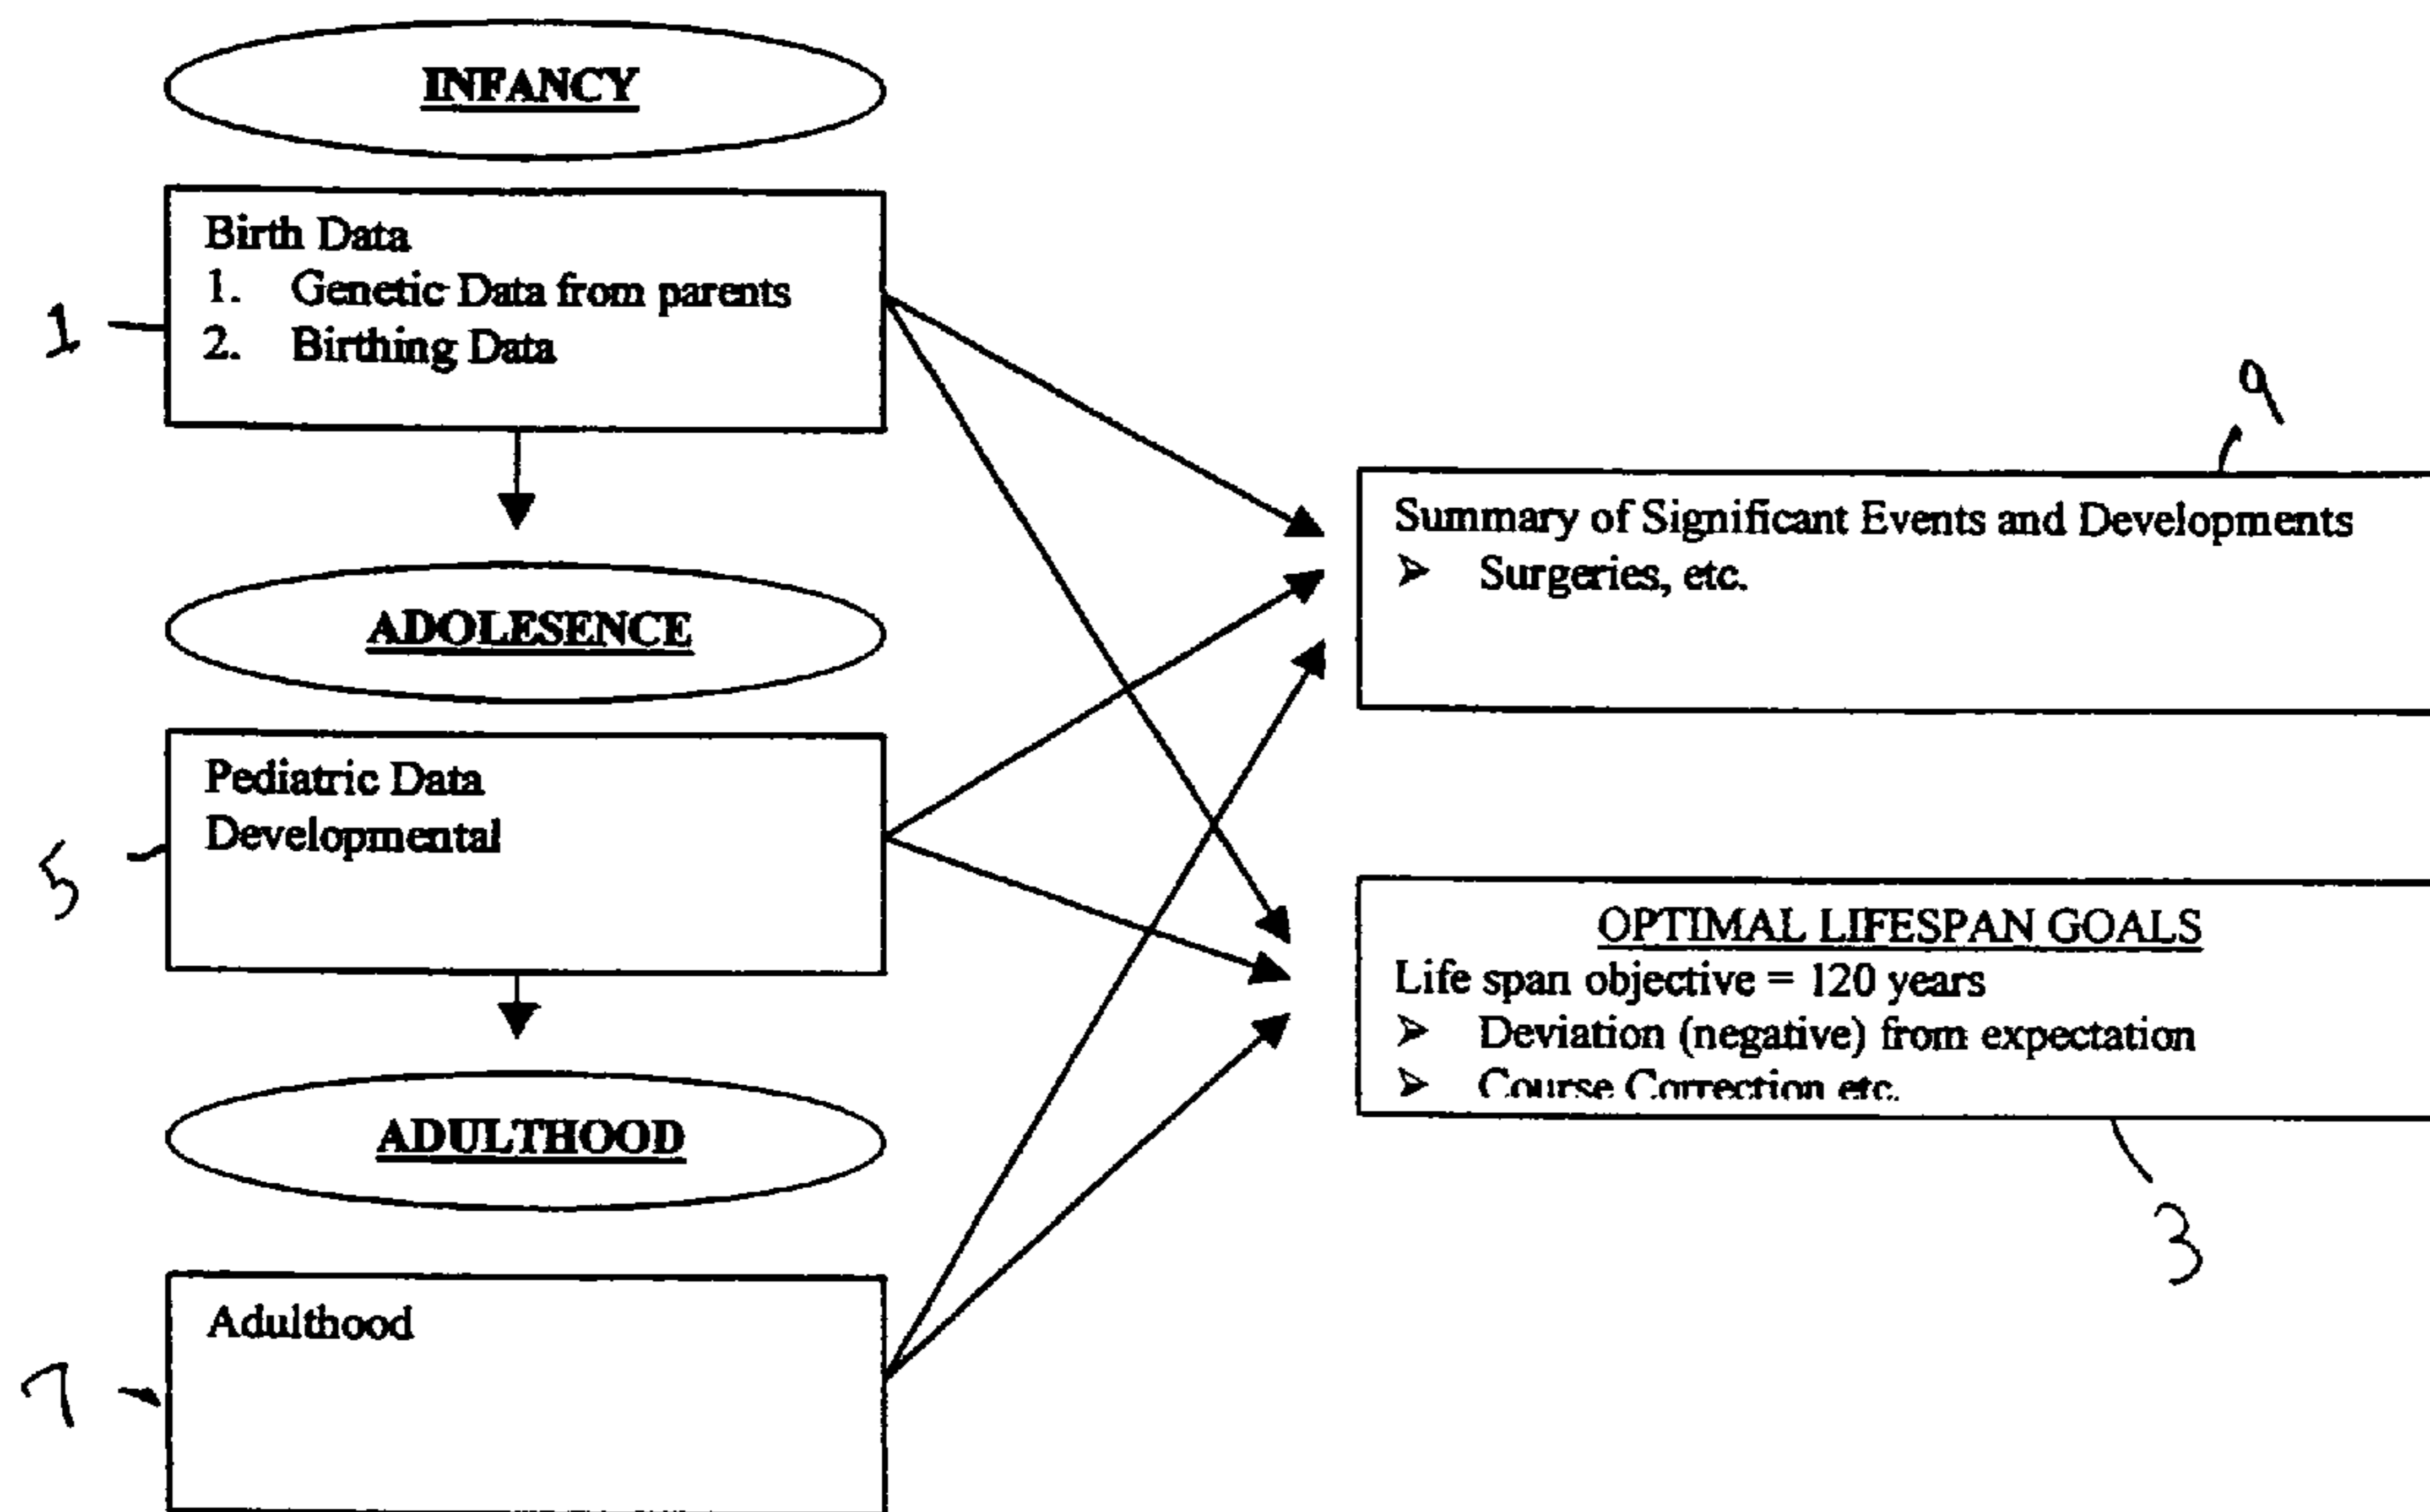 INFANCY
Birth Data
1. Genetic Data from parents
2. Birthing Data
1
ADOLESENCE
Pediatric Data
Developmental
5
ADULTHOOD
Adulthood
7
9
Summary of Significant Events and Developments
➢ Surgeries, etc.
OPTIMAL LIFESPAN GOALS
Life span objective = 120 years
➢ Deviation (negative) from expectation
➢ Course Correction etc.
3